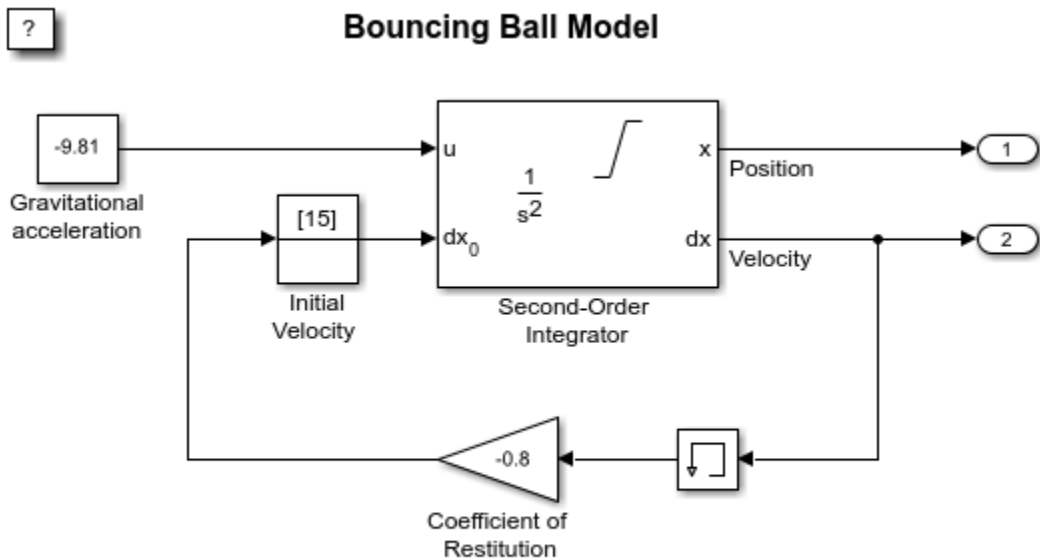 ?
Bouncing Ball Model
-9.81
Gravitational
acceleration
u
x
Position
1
1
s2
[15]
dx0
dx
Velocity
2
Initial
Velocity
Second-Order
Integrator
-0.8
Coefficient of
Restitution